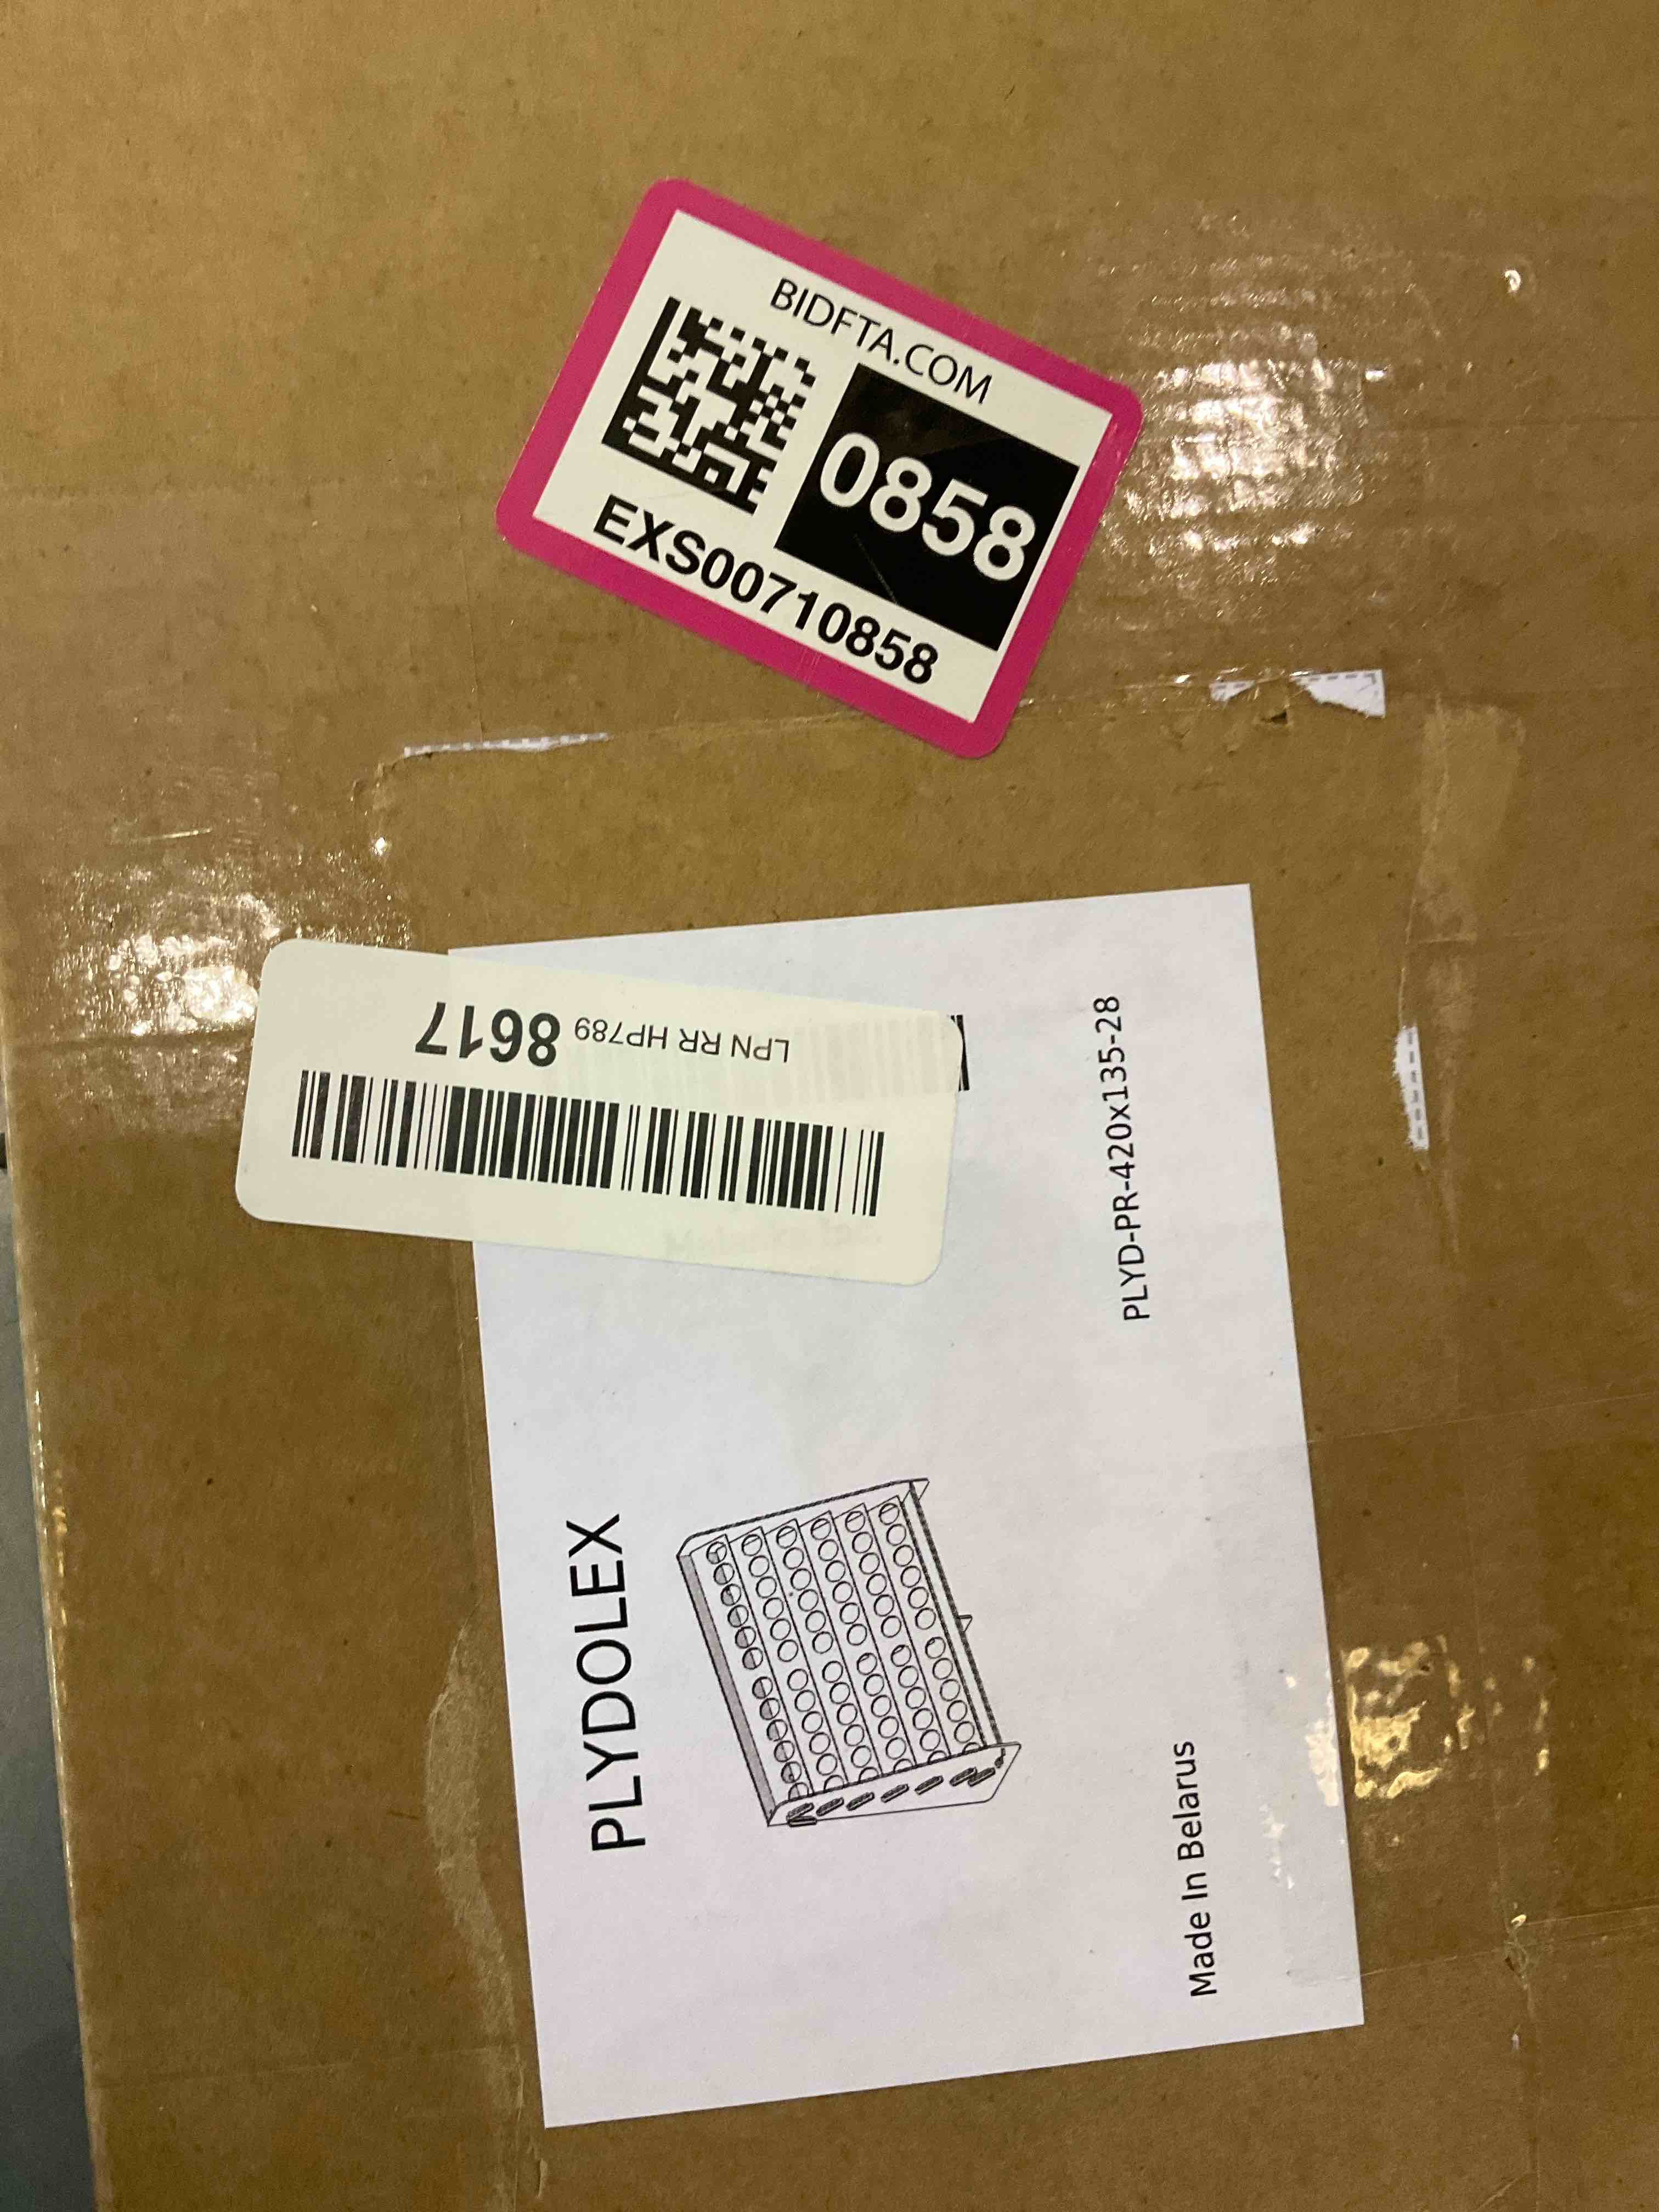 BIDFTA.COM
0858
EXS00710858
LPN RR HP789 8617
PLYDOLEX
PLYD-PR-420x135-28
Made In Belarus